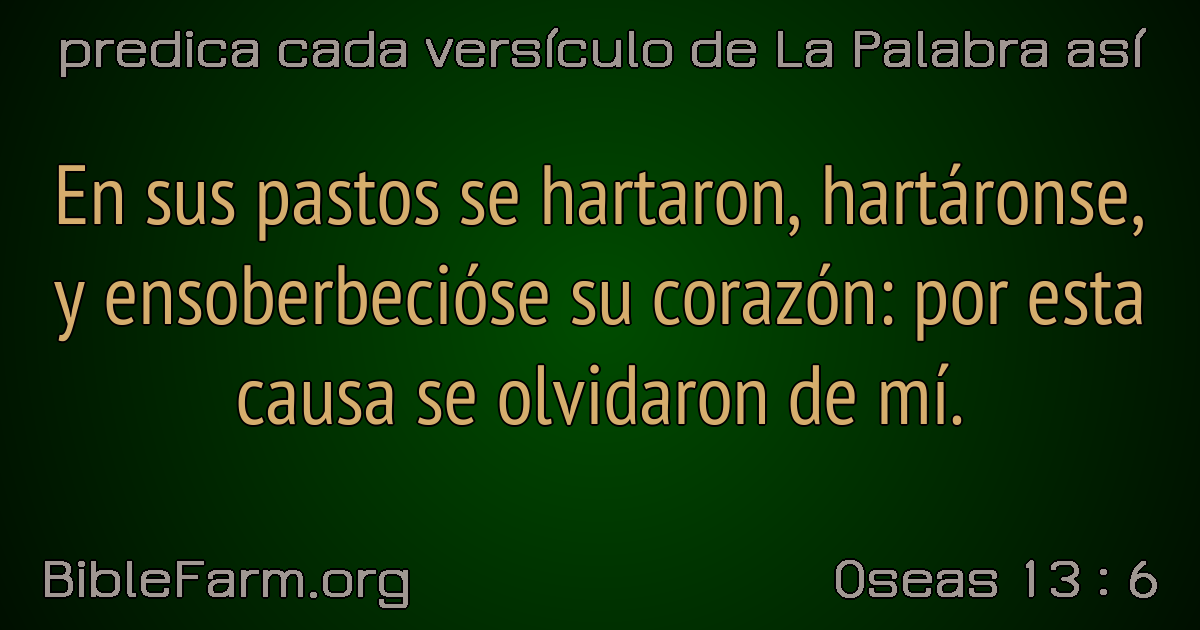 predica cada versículo de La Palabra así
En sus pastos se hartaron, hartáronse,
y ensoberbecióse su corazón: por esta
causa se olvidaron de mí.
BibleFarm.org
Oseas 13 : 6